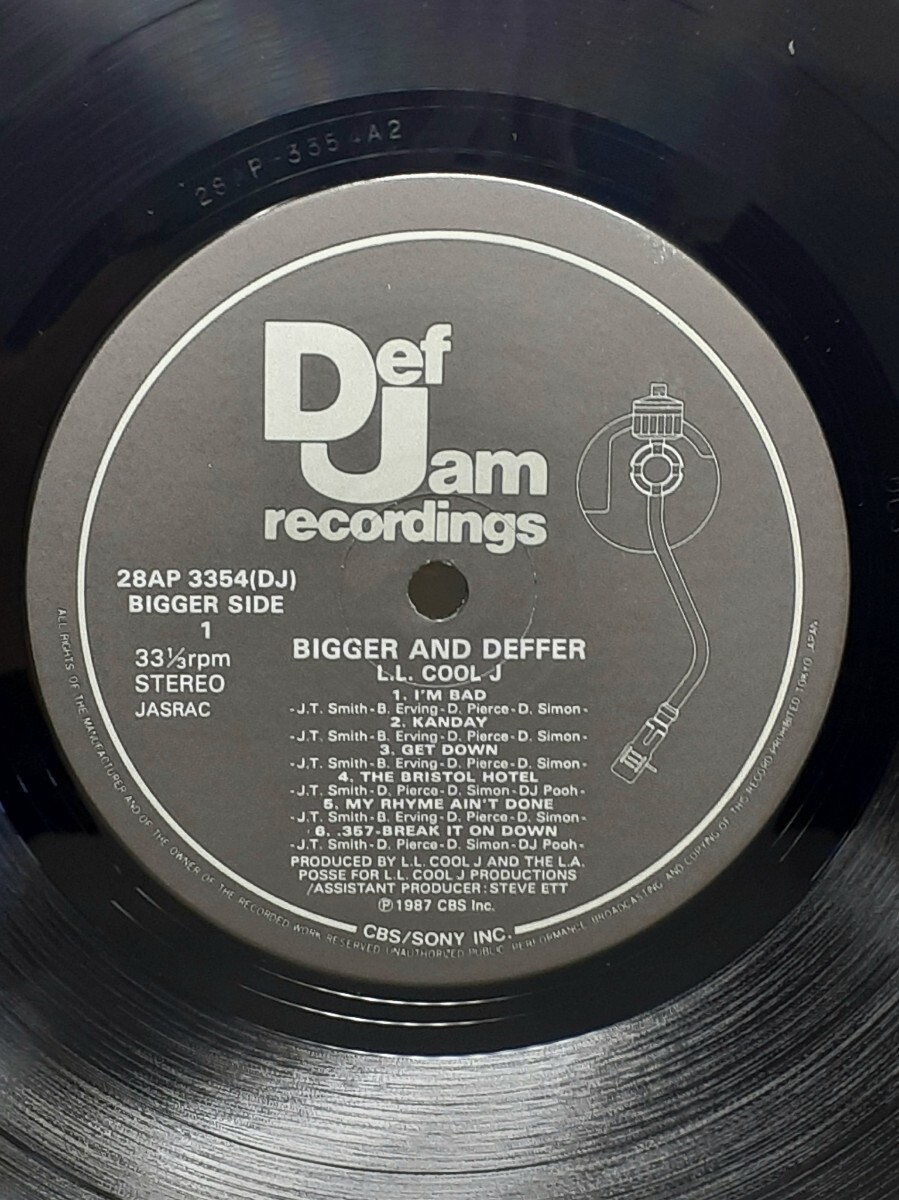 28AP-335 A2
Def
Jam
recordings
28AP 3354(DJ)
BIGGER SIDE
1
33⅓rpm
STEREO
JASRAC
BIGGER AND DEFFER
L.L. COOL J
1. I'M BAD
-J.T. Smith-B. Erving-D. Pierce-D. Simon-
2. KANDAY
-J.T. Smith-B. Erving-D. Pierce-D. Simon-
3. GET DOWN
-J.T. Smith-B. Erving-D. Pierce-D. Simon-
4. THE BRISTOL HOTEL
-J.T. Smith-D. Pierce-D. Simon-DJ Pooh-
5. MY RHYME AIN'T DONE
-J.T. Smith-B. Erving-D. Pierce-D. Simon-
6. .357-BREAK IT ON DOWN
-J.T. Smith-D. Pierce-D. Simon-DJ Pooh-
PRODUCED BY L.L. COOL J AND THE L.A.
POSSE FOR L.L. COOL J PRODUCTIONS
/ASSISTANT PRODUCER: STEVE ETT
Ⓟ1987 CBS Inc.
CBS/SONY INC.
ALL RIGHTS OF THE MANUFACTURER AND OF THE OWNER OF THE RECORDED WORK RESERVED UNAUTHORIZED PUBLIC PERFORMANCE BROADCASTING AND COPYING OF THIS RECORD PROHIBITED TOKYO JAPAN